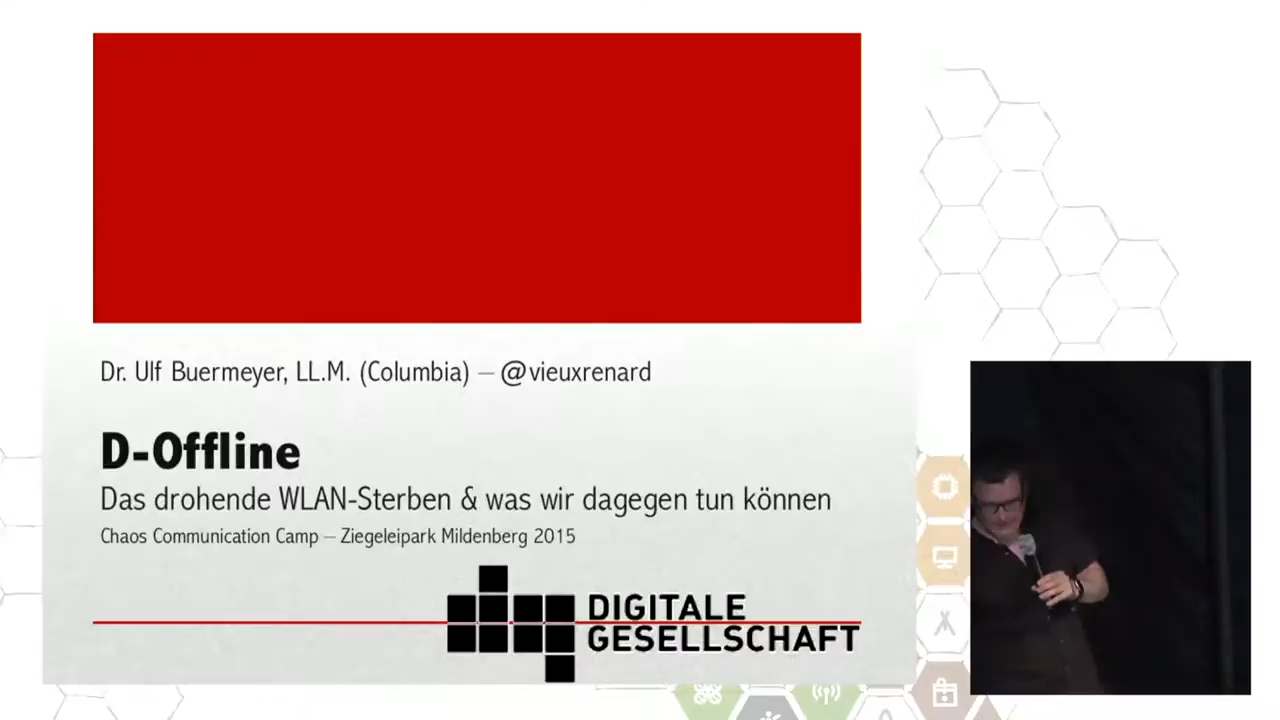 Dr. Ulf Buermeyer, LL.M. (Columbia) – @vieuxrenard
D-Offline
Das drohende WLAN-Sterben & was wir dagegen tun können
Chaos Communication Camp – Ziegeleipark Mildenberg 2015
DIGITALE
GESELLSCHAFT